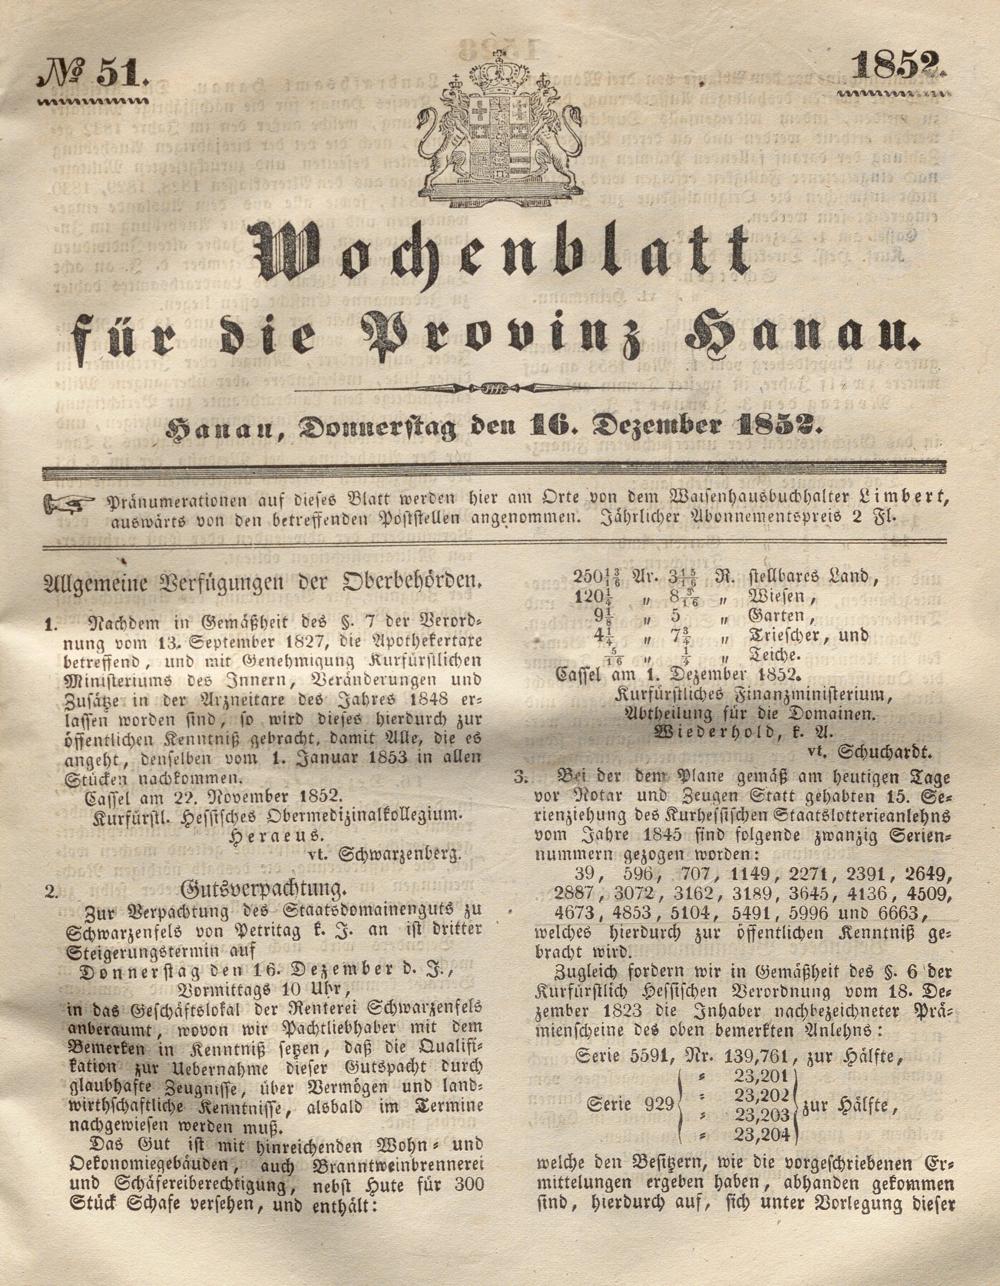 № 51.
1852.
Wochenblatt
für die Provinz Hanau.
Hanau, Donnerstag den 16. Dezember 1852.
Pränumerationen auf dieses Blatt werden hier am Orte von dem Waisenhausbuchhalter Limbert,
auswärts von den betreffenden Poststellen angenommen. Jährlicher Abonnementspreis 2 Fl.
Allgemeine Verfügungen der Oberbehörden.
1. Nachdem in Gemäßheit des §. 7 der Verord-
nung vom 13. September 1827, die Apothekertaxe
betreffend, und mit Genehmigung Kurfürstlichen
Ministeriums des Innern, Veränderungen und
Zusätze in der Arzneitaxe des Jahres 1848 er-
lassen worden sind, so wird dieses hierdurch zur
öffentlichen Kenntniß gebracht, damit Alle, die es
angeht, denselben vom 1. Januar 1853 in allen
Stücken nachkommen.
Cassel am 22. November 1852.
Kurfürstl. Hessisches Obermedizinalkollegium.
Heraeus.
vt. Schwarzenberg.
2. Gutsverpachtung.
Zur Verpachtung des Staatsdomainenguts zu
Schwarzenfels von Petritag k. J. an ist dritter
Steigerungstermin auf
Donnerstag den 16. Dezember d. J.,
Vormittags 10 Uhr,
in das Geschäftslokal der Renterei Schwarzenfels
anberaumt, wovon wir Pachtliebhaber mit dem
Bemerken in Kenntniß setzen, daß die Qualifi-
kation zur Uebernahme dieser Gutspacht durch
glaubhafte Zeugnisse, über Vermögen und land-
wirthschaftliche Kenntnisse, alsbald im Termine
nachgewiesen werden muß.
Das Gut ist mit hinreichenden Wohn- und
Oekonomiegebäuden, auch Branntweinbrennerei
und Schäfereiberechtigung, nebst Hute für 300
Stück Schafe versehen, und enthält:
250 13/16 Ar. 3 15/16 R. stellbares Land,
120 1/4 „ 8 3/16 „ Wiesen,
9 1/8 „ 5 „ Garten,
4 1/4 „ 7 3/4 „ Triescher, und
5/16 „ 1/4 „ Teiche.
Cassel am 1. Dezember 1852.
Kurfürstliches Finanzministerium,
Abtheilung für die Domainen.
Wiederhold, k. A.
vt. Schuchardt.
3. Bei der dem Plane gemäß am heutigen Tage
vor Notar und Zeugen Statt gehabten 15. Se-
rienziehung des Kurhessischen Staatslotterieanlehns
vom Jahre 1845 sind folgende zwanzig Serien-
nummern gezogen worden:
39, 596, 707, 1149, 2271, 2391, 2649,
2887, 3072, 3162, 3189, 3645, 4136, 4509,
4673, 4853, 5104, 5491, 5996 und 6663,
welches hierdurch zur öffentlichen Kenntniß ge-
bracht wird.
Zugleich fordern wir in Gemäßheit des §. 6 der
Kurfürstlich Hessischen Verordnung vom 18. De-
zember 1823 die Inhaber nachbezeichneter Prä-
mienscheine des oben bemerkten Anlehns:
Serie 5591, Nr. 139,761, zur Hälfte,
= 23,201
= 23,202
Serie 929 = 23,203 zur Hälfte,
= 23,204
welche den Besitzern, wie die vorgeschriebenen Er-
mittelungen ergeben haben, abhanden gekommen
sind, hierdurch auf, sich unter Vorlegung dieser